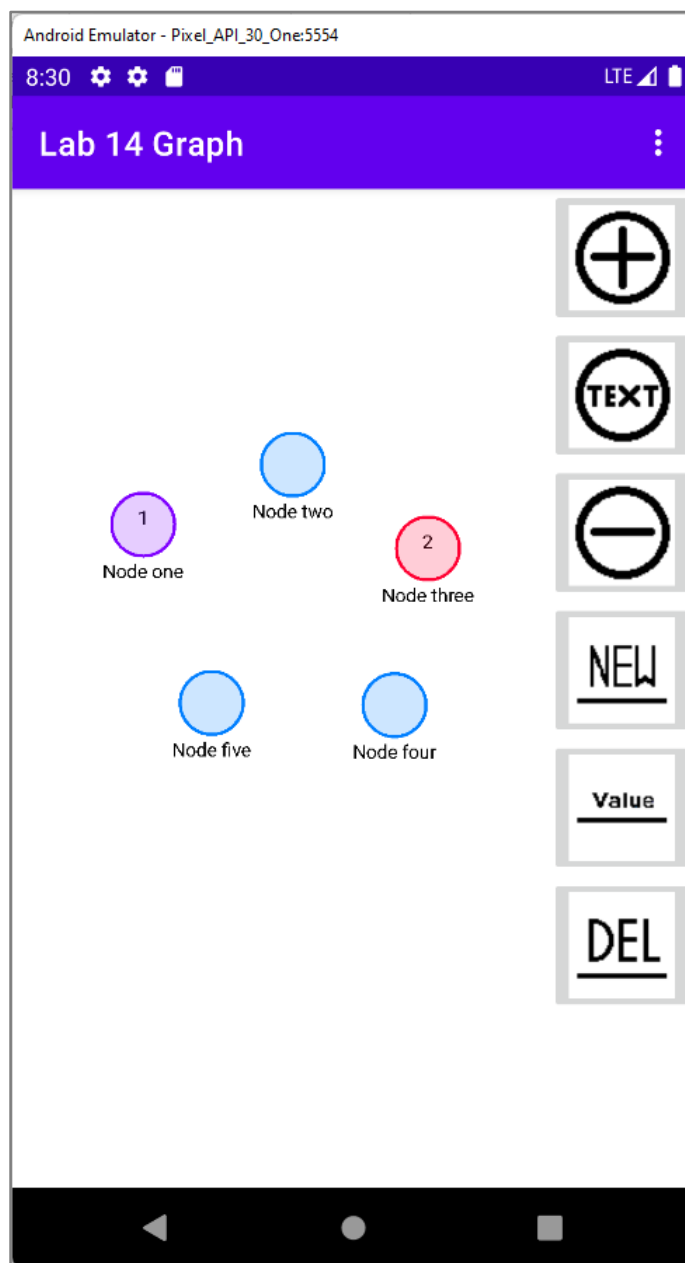 Android Emulator - Pixel_API_30_One:5554
8:30
LTE
Lab 14 Graph
TEXT
Node two
1
Node one
2
Node three
NEW
Node five
Node four
Value
DEL